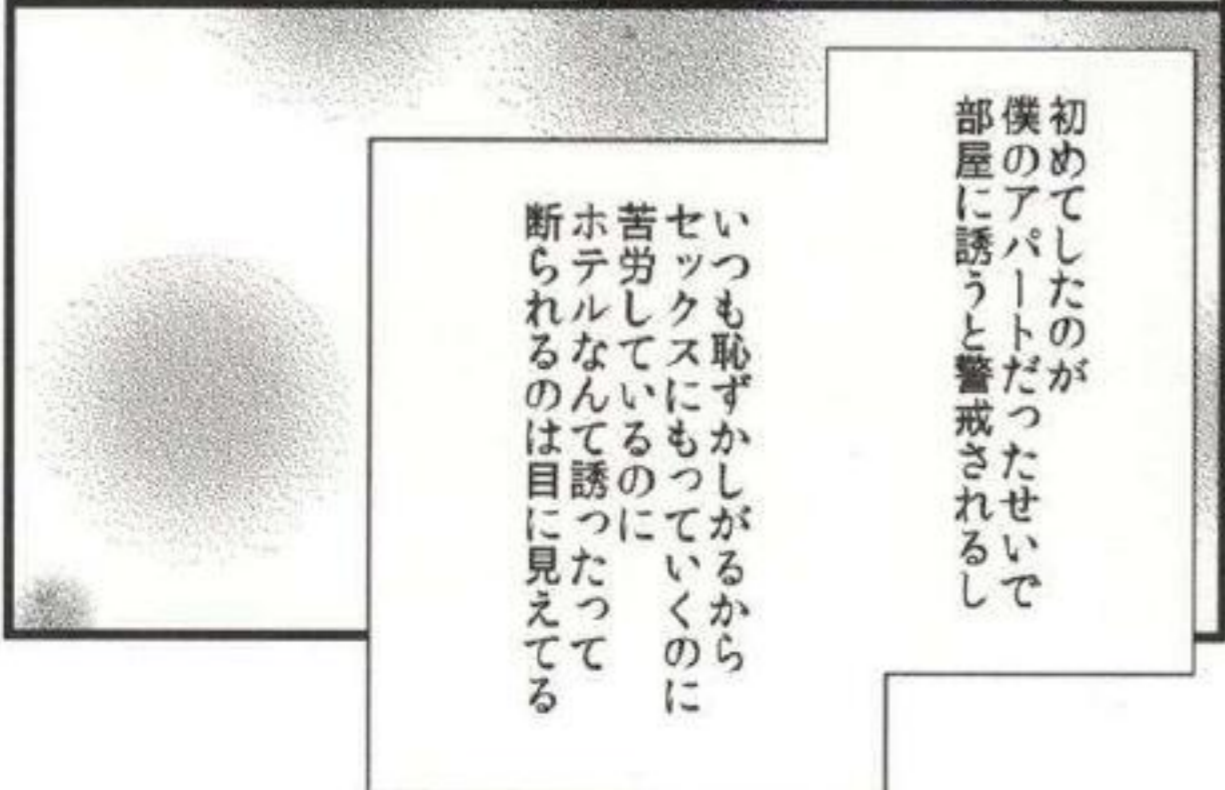 初めてしたのが
僕のアパートだったせいで
部屋に誘うと警戒されるし
いつも恥ずかしがるから
セックスにもっていくのに
苦労しているのに
ホテルなんて誘ったって
断られるのは目に見えてる